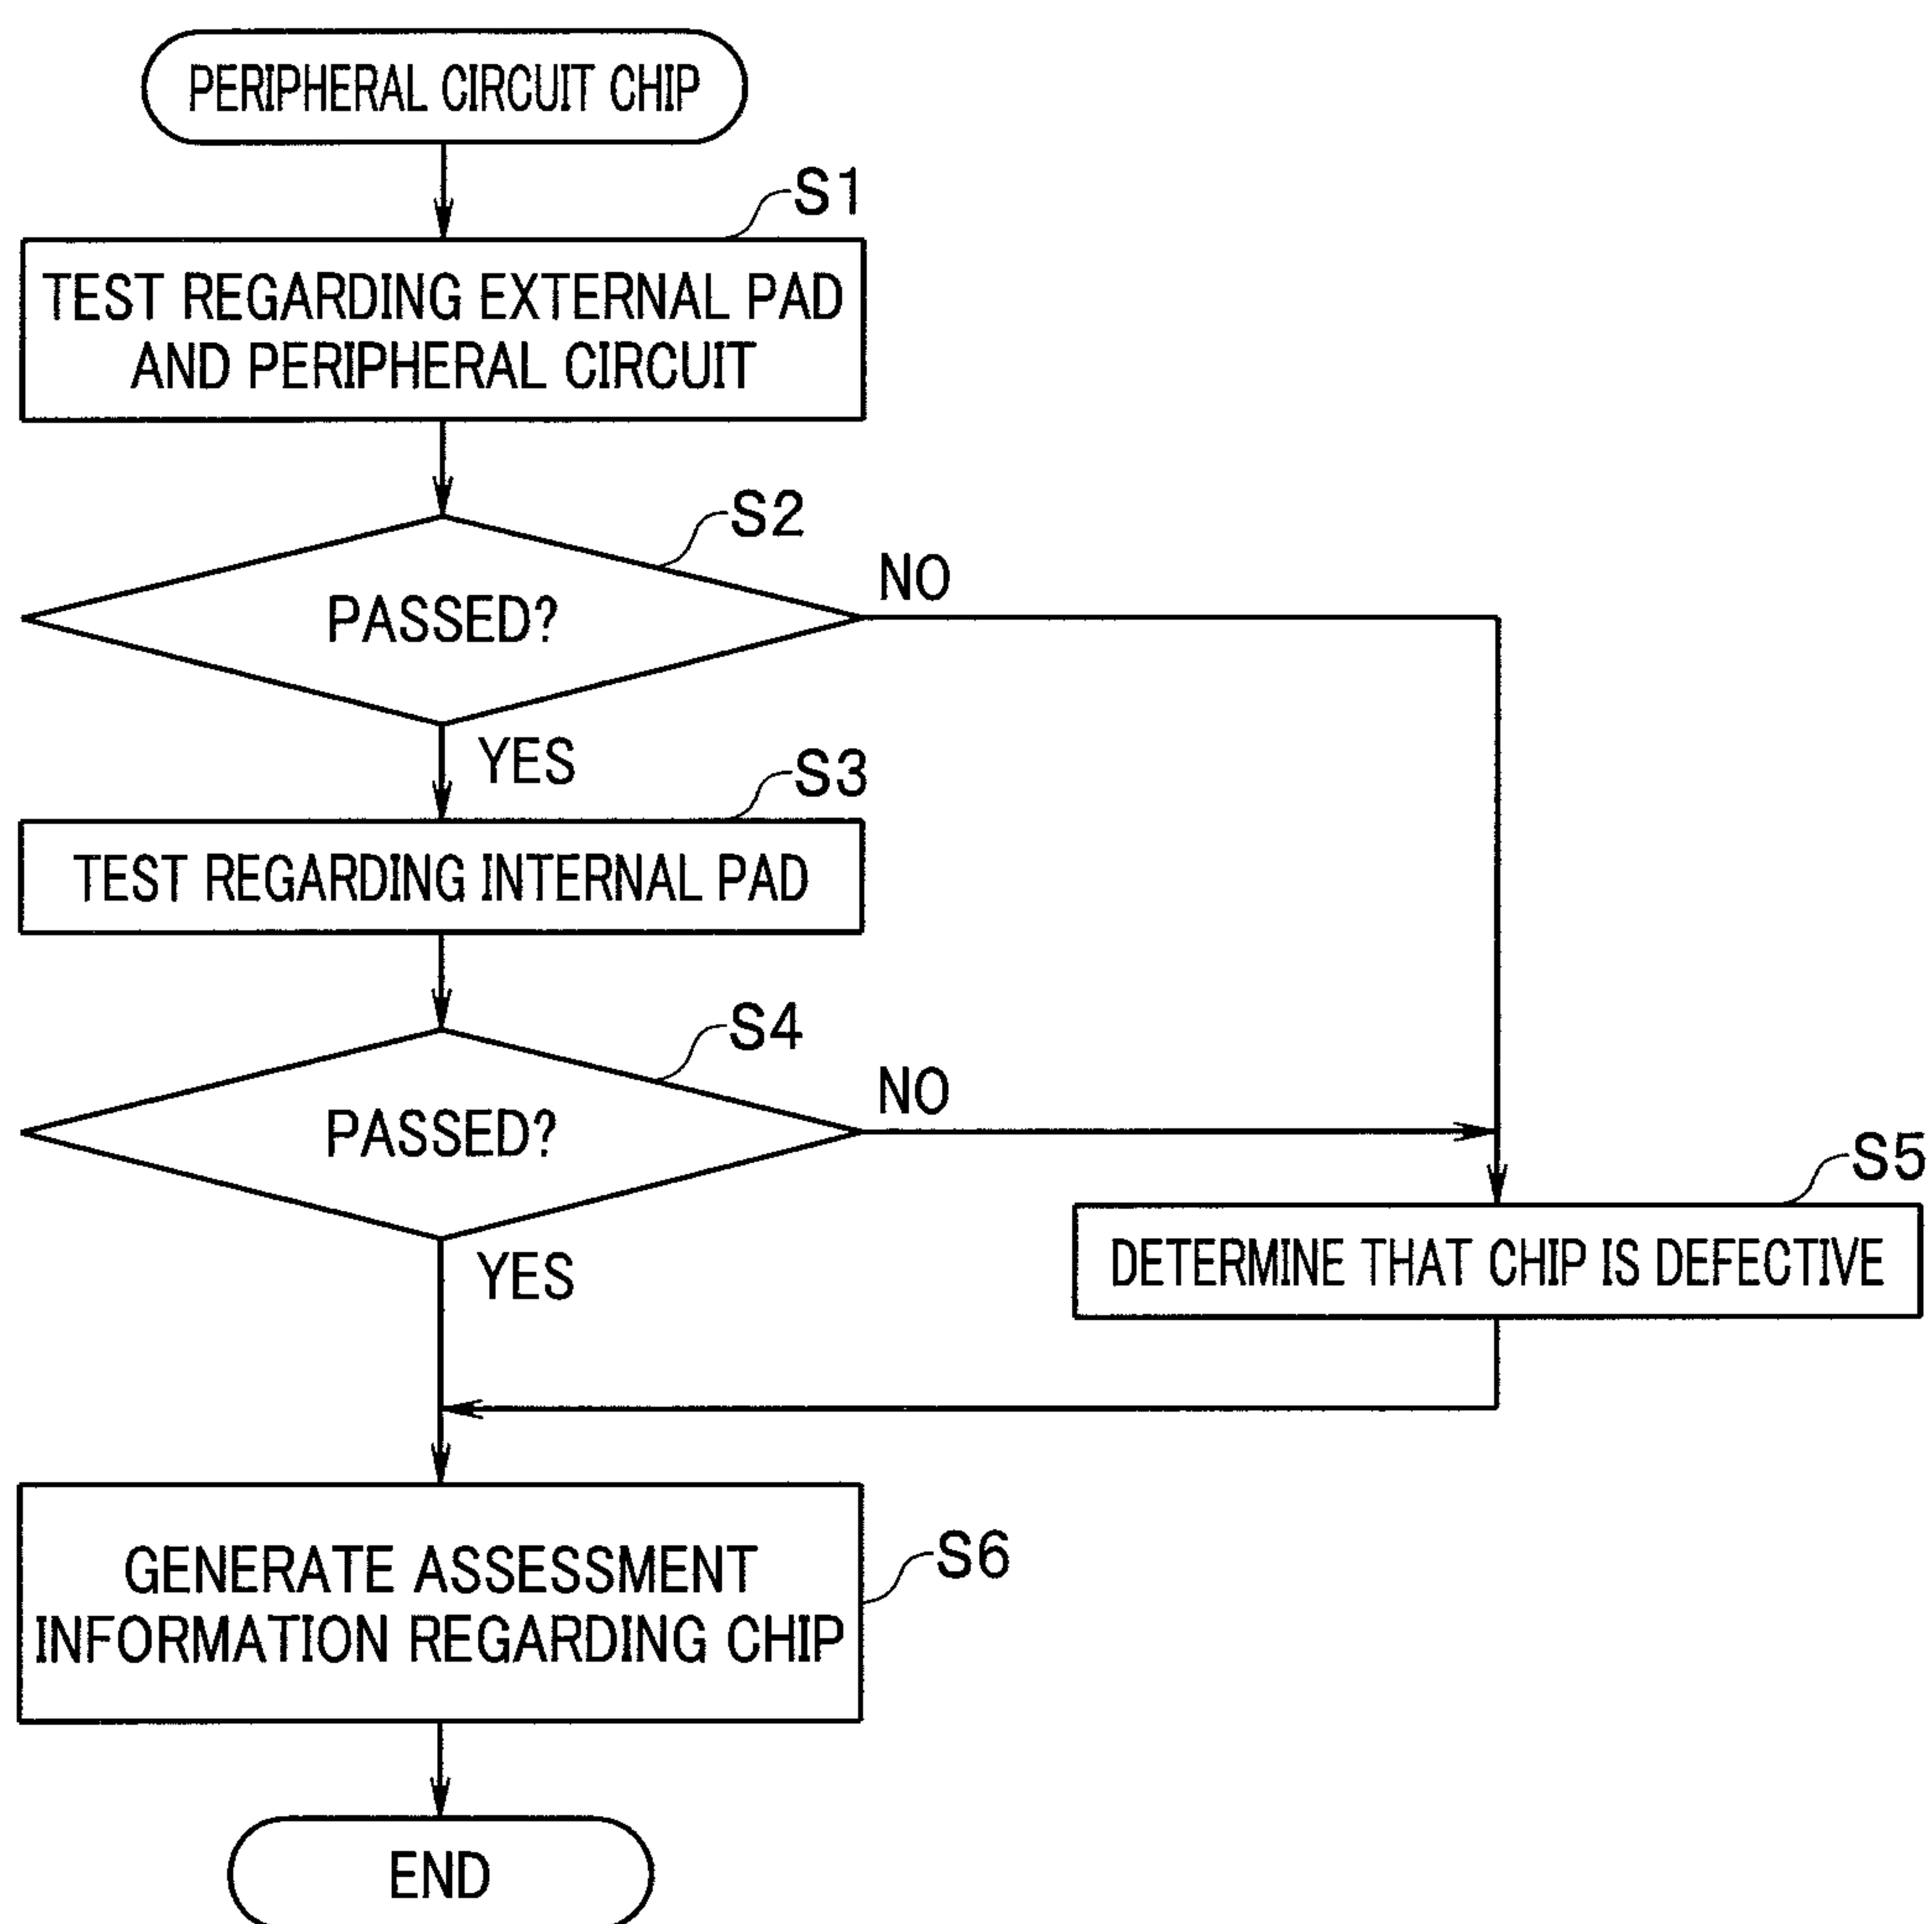 PERIPHERAL CIRCUIT CHIP
S1
TEST REGARDING EXTERNAL PAD
AND PERIPHERAL CIRCUIT
S2
PASSED?
NO
YES
S3
TEST REGARDING INTERNAL PAD
S4
PASSED?
NO
YES
S5
DETERMINE THAT CHIP IS DEFECTIVE
GENERATE ASSESSMENT
INFORMATION REGARDING CHIP
S6
END